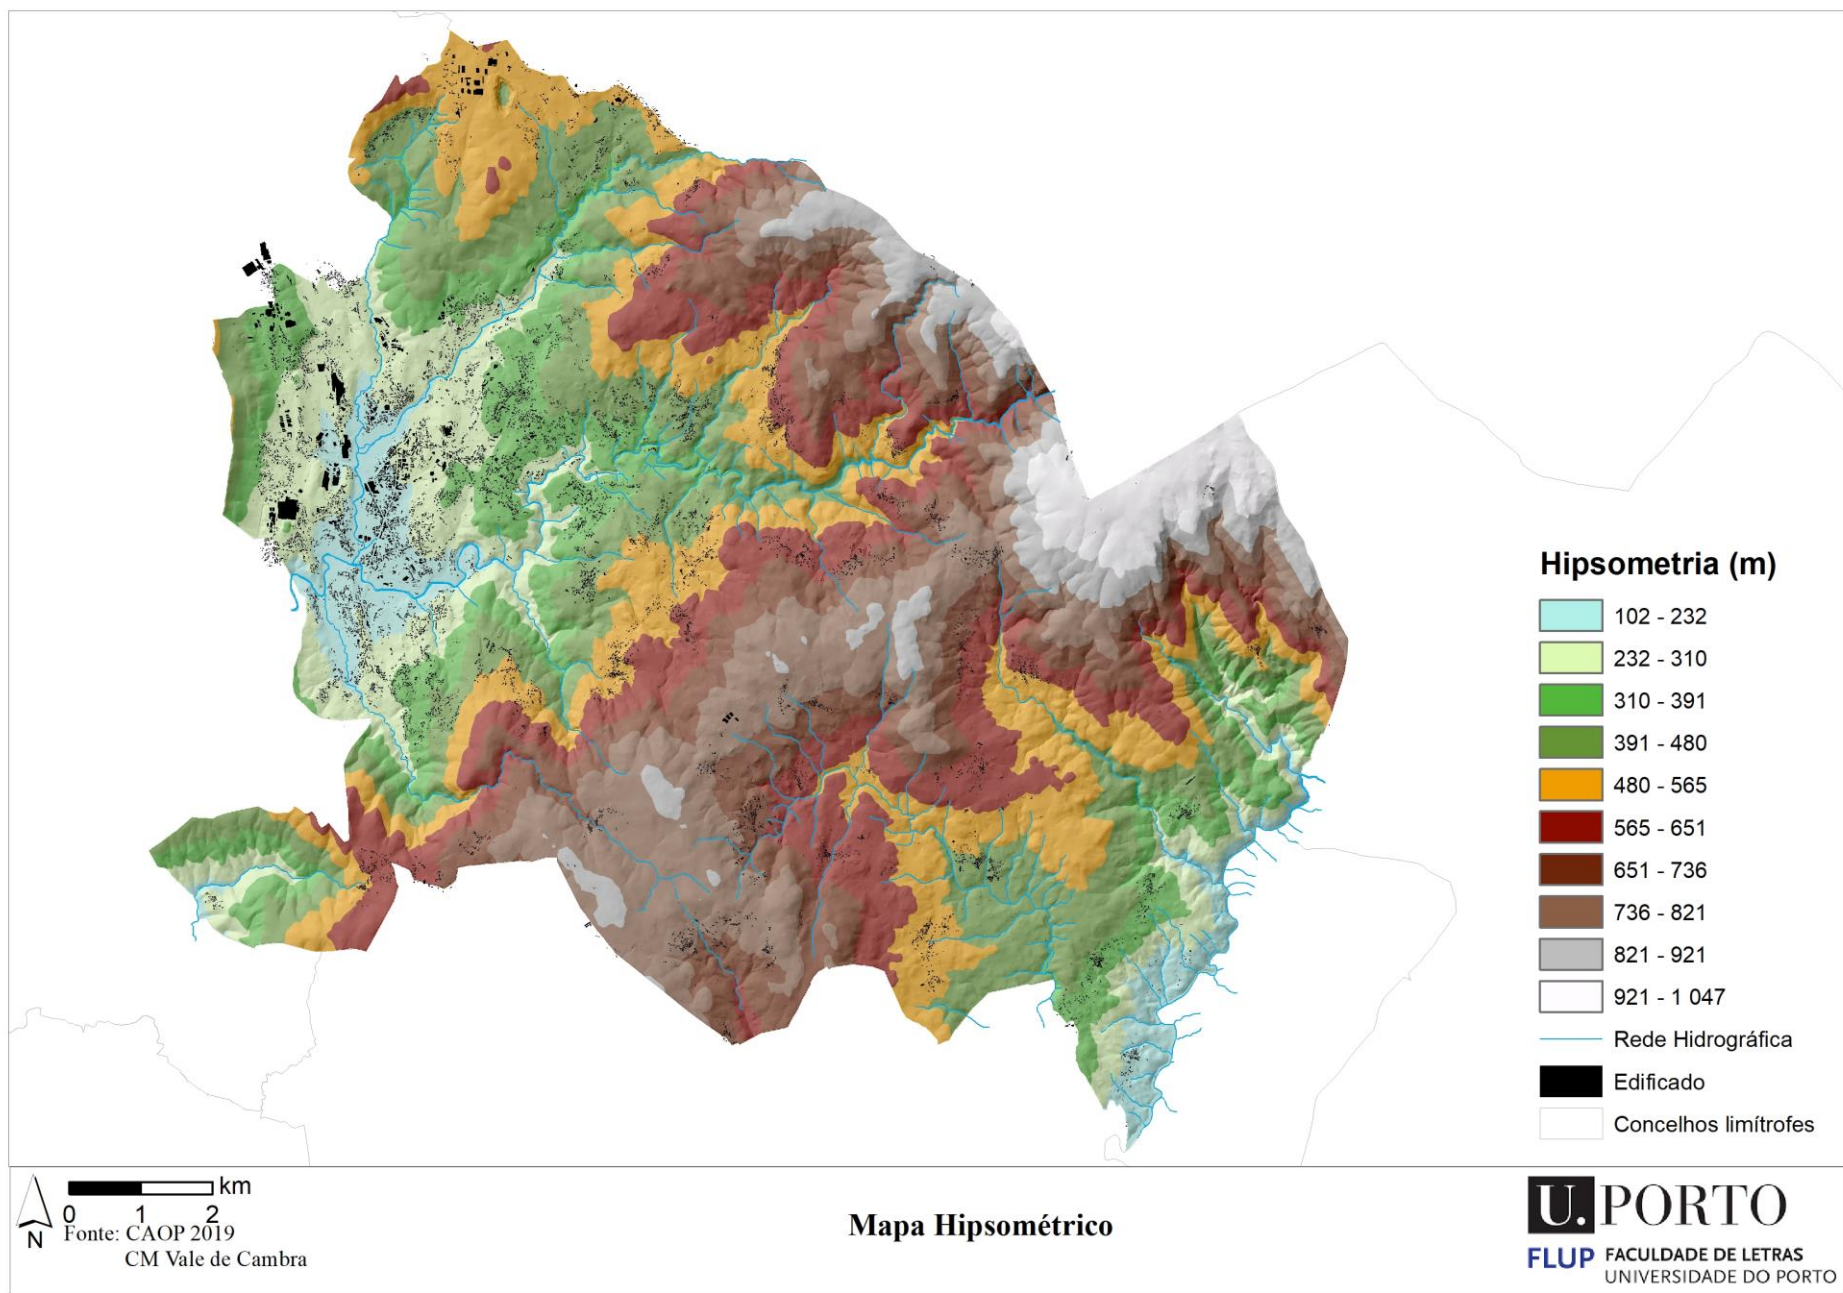 Hipsometria (m)
102 - 232
232 - 310
310 - 391
391 - 480
480 - 565
565 - 651
651 - 736
736 - 821
821 - 921
921 - 1 047
Rede Hidrográfica
Edificado
Concelhos limítrofes
N
km
0 1 2
Fonte: CAOP 2019
CM Vale de Cambra
Mapa Hipsométrico
U. PORTO
FLUP FACULDADE DE LETRAS
UNIVERSIDADE DO PORTO